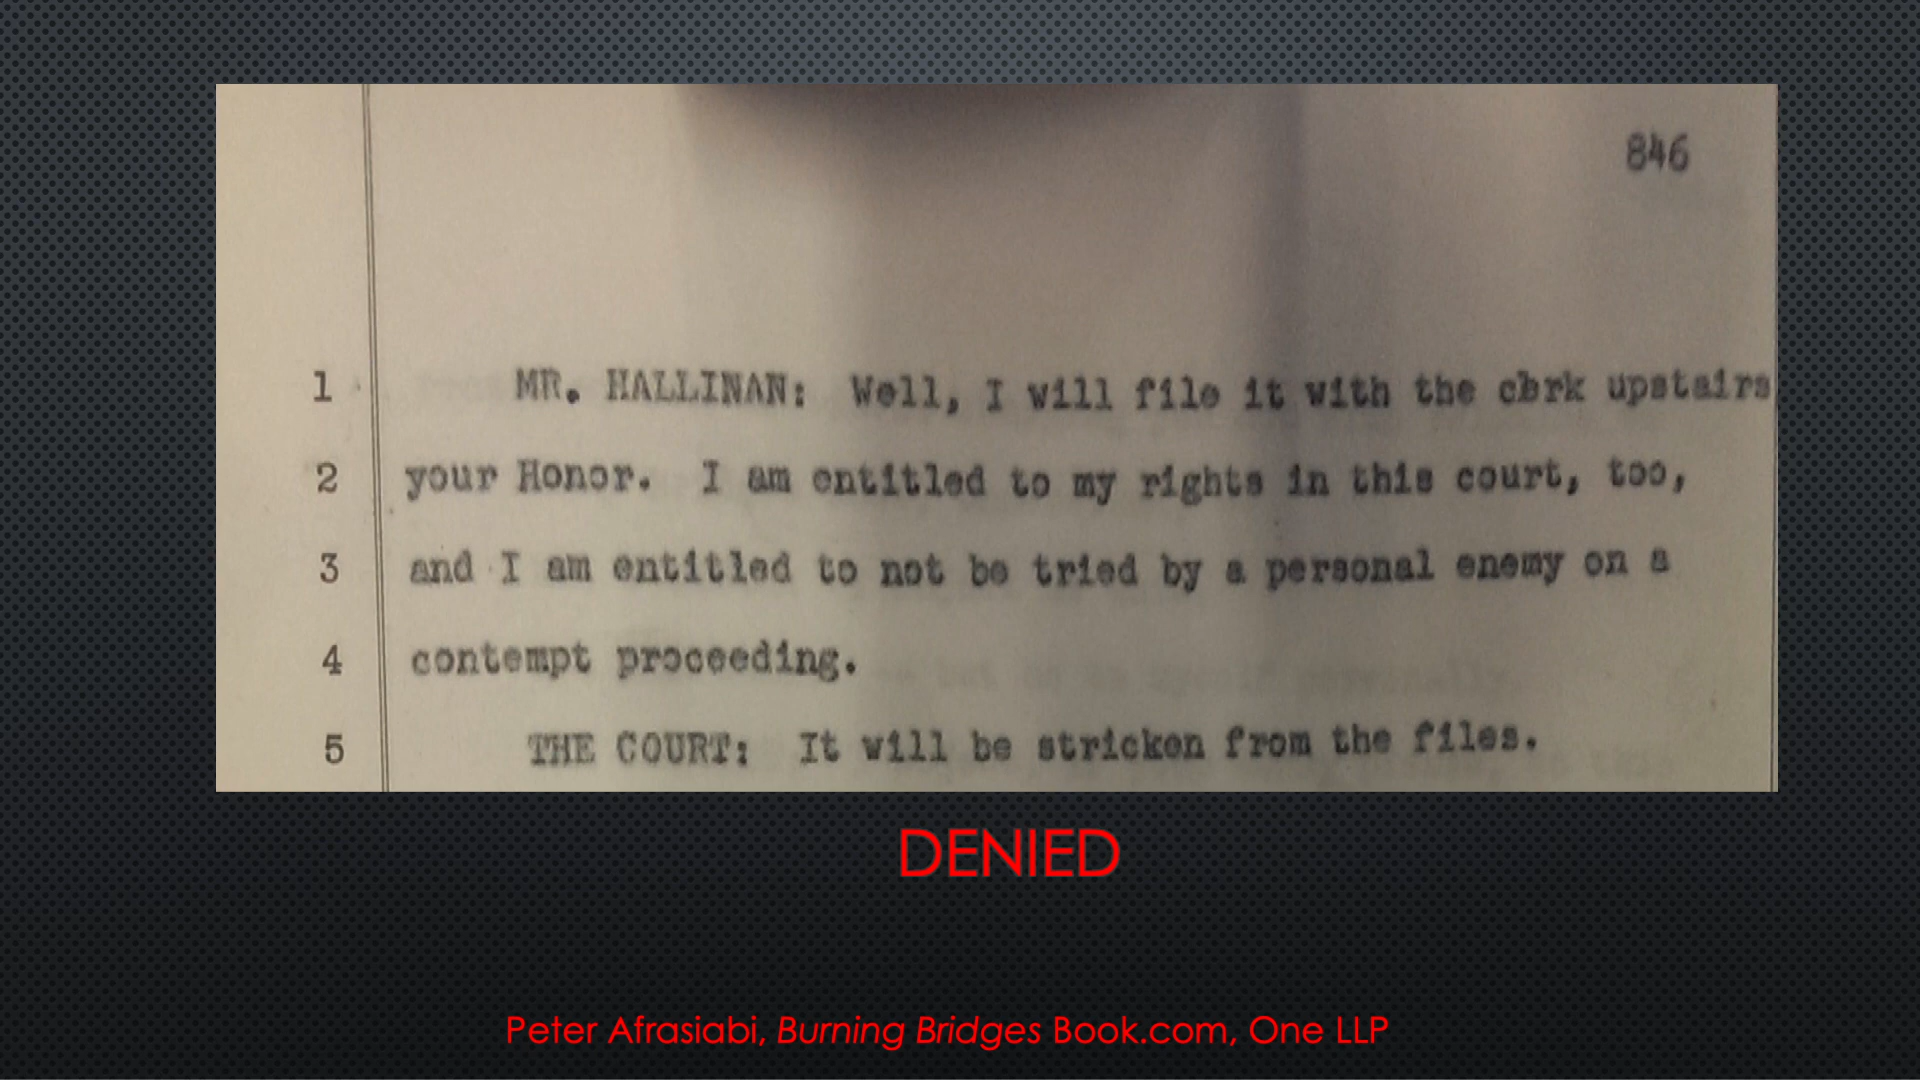 846
1 MR. HALLINAN: Well, I will file it with the clerk upstairs
2 your Honor. I am entitled to my rights in this court, too,
3 and I am entitled to not be tried by a personal enemy on a
4 contempt proceeding.
5 THE COURT: It will be stricken from the files.
DENIED
Peter Afrasiabi, Burning Bridges Book.com, One LLP